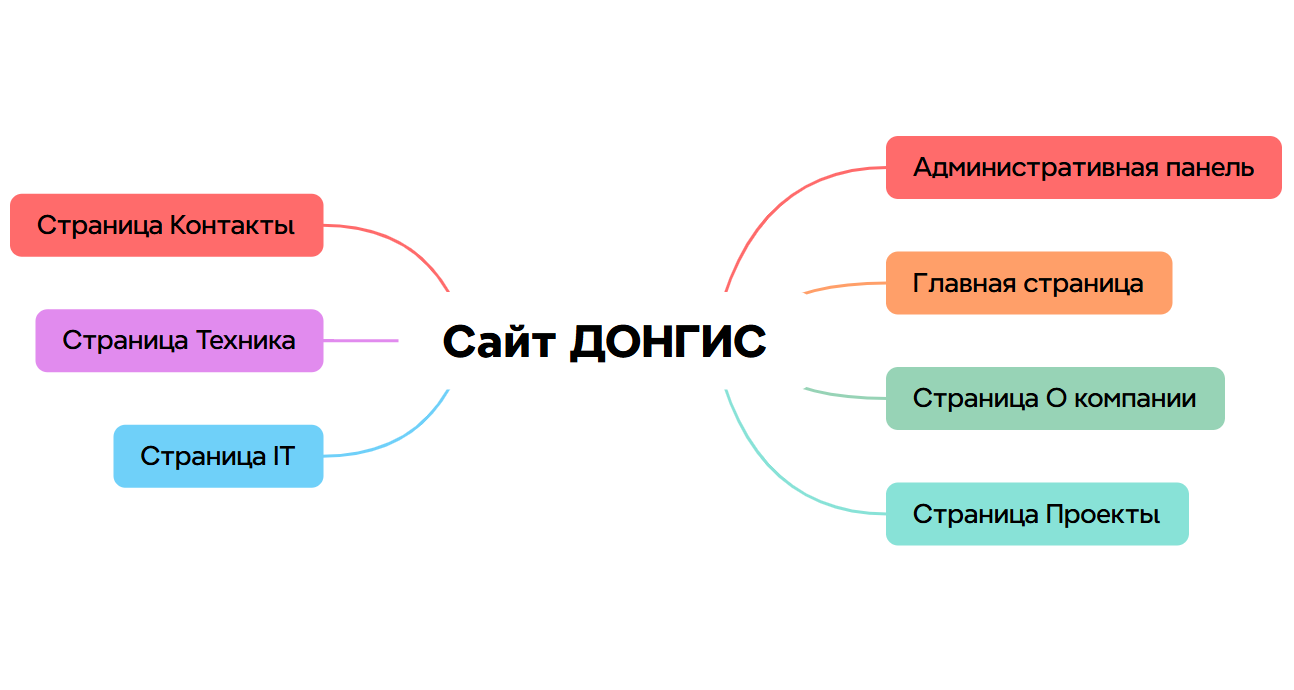 Сайт ДОНГИС
Административная панель
Главная страница
Страница О компании
Страница Проекты
Страница Контакты
Страница Техника
Страница IT